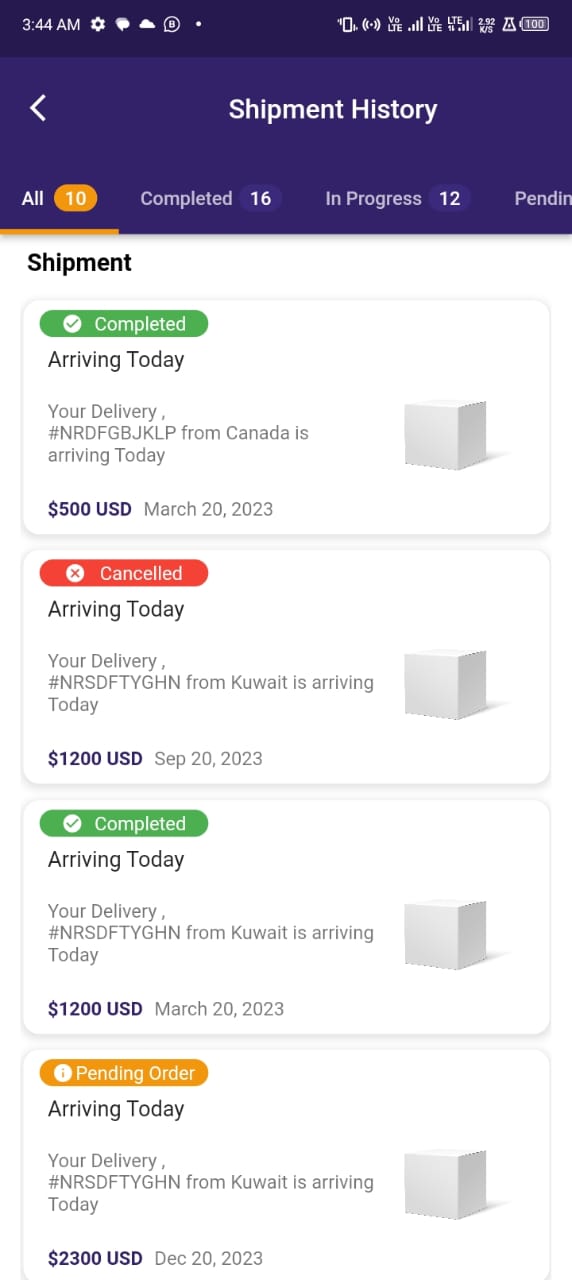 3:44 AM
Vo LTE Vo LTE LTE 2.92 K/S 100
Shipment History
All 10 Completed 16 In Progress 12 Pendin
Shipment
Completed
Arriving Today
Your Delivery ,
#NRDFGBJKLP from Canada is
arriving Today
$500 USD March 20, 2023
Cancelled
Arriving Today
Your Delivery ,
#NRSDFTYGHN from Kuwait is arriving
Today
$1200 USD Sep 20, 2023
Completed
Arriving Today
Your Delivery ,
#NRSDFTYGHN from Kuwait is arriving
Today
$1200 USD March 20, 2023
Pending Order
Arriving Today
Your Delivery ,
#NRSDFTYGHN from Kuwait is arriving
Today
$2300 USD Dec 20, 2023